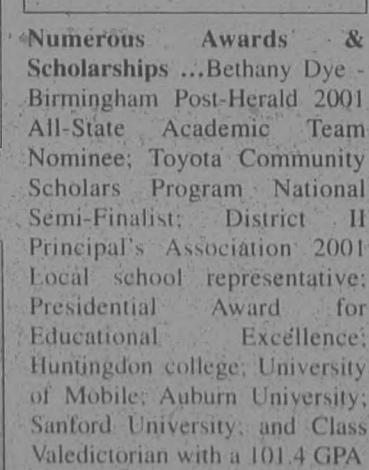 Numerous Awards &
Scholarships ...Bethany Dye -
Birmingham Post-Herald 2001
All-State Academic Team
Nominee; Toyota Community
Scholars Program National
Semi-Finalist; District II
Principal's Association 2001
Local school representative;
Presidential Award for
Educational Excellence;
Huntingdon college; University
of Mobile; Auburn University;
Sanford University; and Class
Valedictorian with a 101.4 GPA